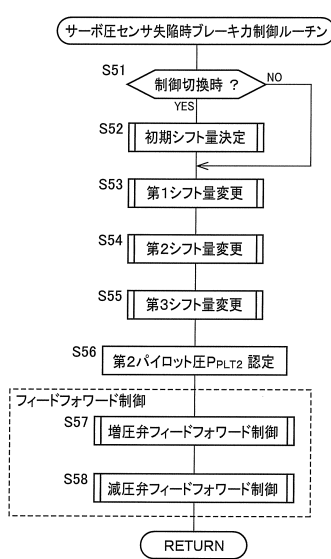 サーボ圧センサ失陥時ブレーキ力制御ルーチン
S51
制御切換時 ?
NO
YES
S52
初期シフト量決定
S53
第1シフト量変更
S54
第2シフト量変更
S55
第3シフト量変更
S56
第2パイロット圧PPLT2 認定
フィードフォワード制御
S57
増圧弁フィードフォワード制御
S58
減圧弁フィードフォワード制御
RETURN